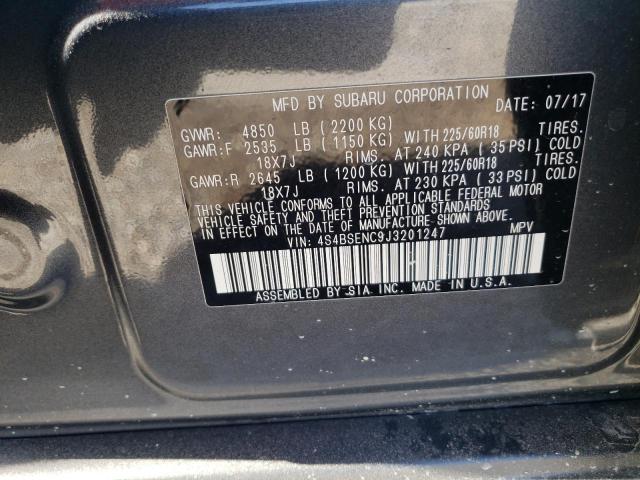 MFD BY SUBARU CORPORATION DATE: 07/17
GVWR: 4850 LB (2200 KG)
GAWR:F 2535 LB (1150 KG) WITH 225/60R18 TIRES.
18X7J RIMS. AT 240 KPA (35 PSI) COLD
GAWR:R 2645 LB (1200 KG) WITH 225/60R18 TIRES.
18X7J RIMS. AT 230 KPA (33 PSI) COLD
THIS VEHICLE CONFORMS TO ALL APPLICABLE FEDERAL MOTOR
VEHICLE SAFETY AND THEFT PREVENTION STANDARDS IN EFFECT
ON THE DATE OF MANUFACTURE SHOWN ABOVE.
VIN: 4S4BSENC9J3201247 MPV
ASSEMBLED BY SIA INC. MADE IN U.S.A.